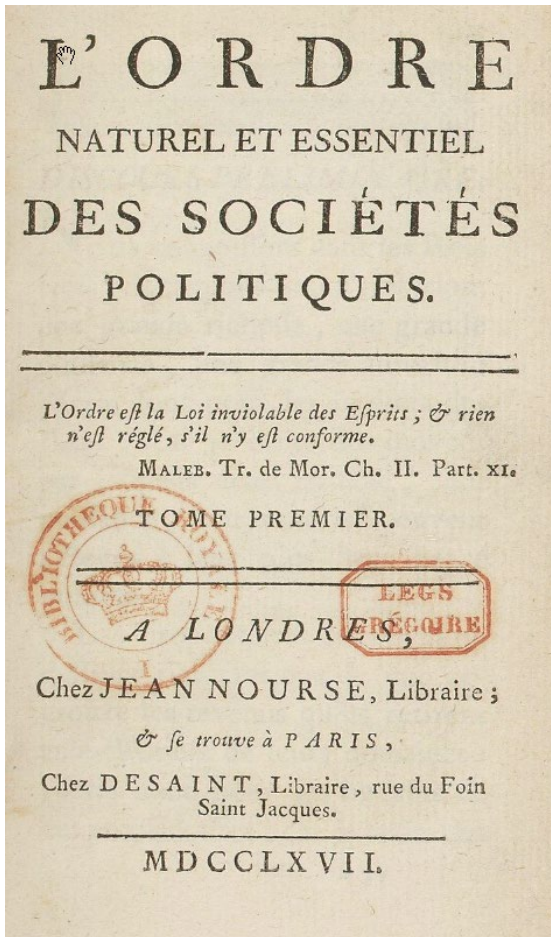 L'ORDRE
NATUREL ET ESSENTIEL
DES SOCIÉTÉS
POLITIQUES.
L'Ordre eſt la Loi inviolable des Eſprits ; & rien
n'eſt réglé, s'il n'y eſt conforme.
MALEB. Tr. de Mor. Ch. II. Part. XI.
TOME PREMIER.
BIBLIOTHEQUE ROYALE
I
LEGS
GRÉGOIRE
A LONDRES,
Chez JEAN NOURSE, Libraire ;
& ſe trouve à PARIS,
Chez DESAINT, Libraire, rue du Foin
Saint Jacques.
MDCCLXVII.